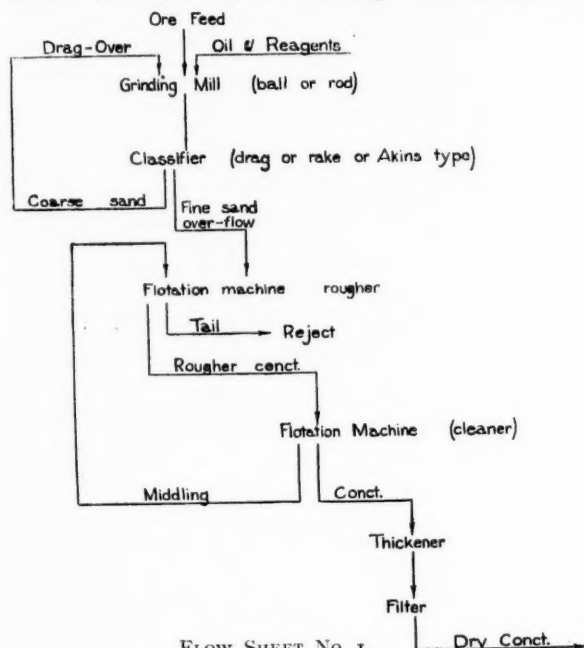 Ore Feed
Drag-Over
Oil & Reagents
Grinding Mill (ball or rod)
Classifier (drag or rake or Akins type)
Coarse sand
Fine sand
over-flow
Flotation machine rougher
Tail
Reject
Rougher conct.
Flotation Machine (cleaner)
Middling
Conct.
Thickener
Filter
FLOW SHEET NO. 1
Dry Conct.